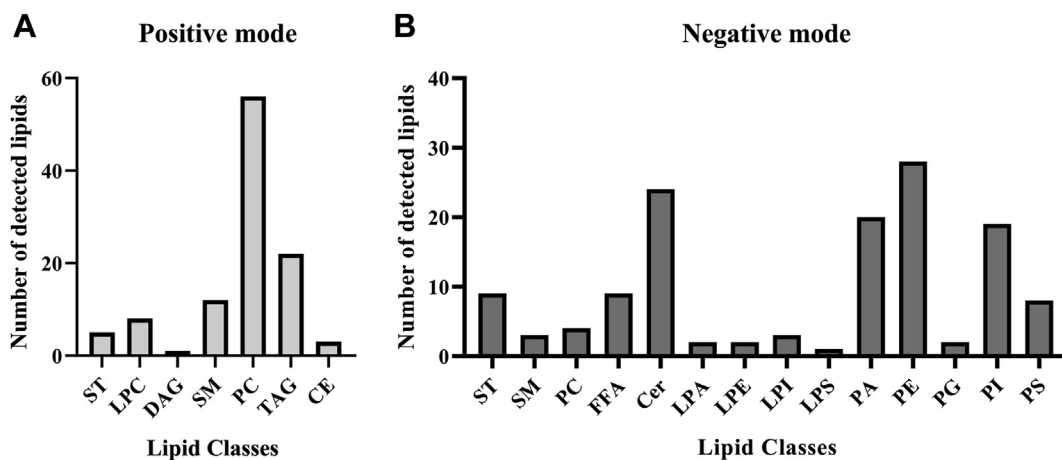 A
Positive mode
Number of detected lipids
60
40
20
0
ST
LPC
DAG
SM
PC
TAG
CE
Lipid Classes
B
Negative mode
Number of detected lipids
40
30
20
10
0
ST
SM
PC
FFA
Cer
LPA
LPE
LPI
LPS
PA
PE
PG
PI
PS
Lipid Classes